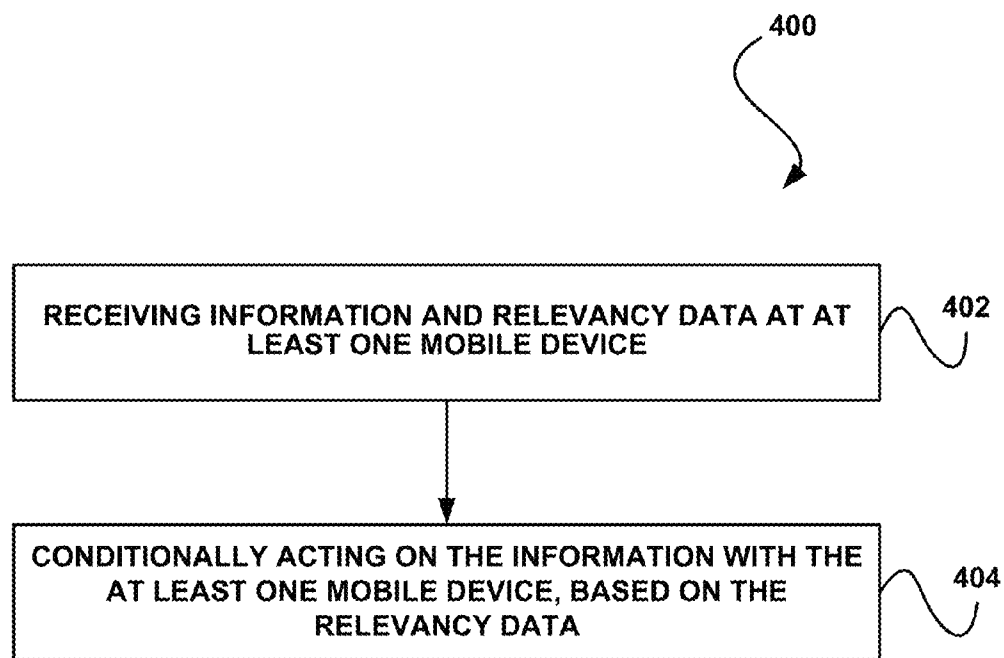 400
RECEIVING INFORMATION AND RELEVANCY DATA AT AT
LEAST ONE MOBILE DEVICE
402
CONDITIONALLY ACTING ON THE INFORMATION WITH THE
AT LEAST ONE MOBILE DEVICE, BASED ON THE
RELEVANCY DATA
404